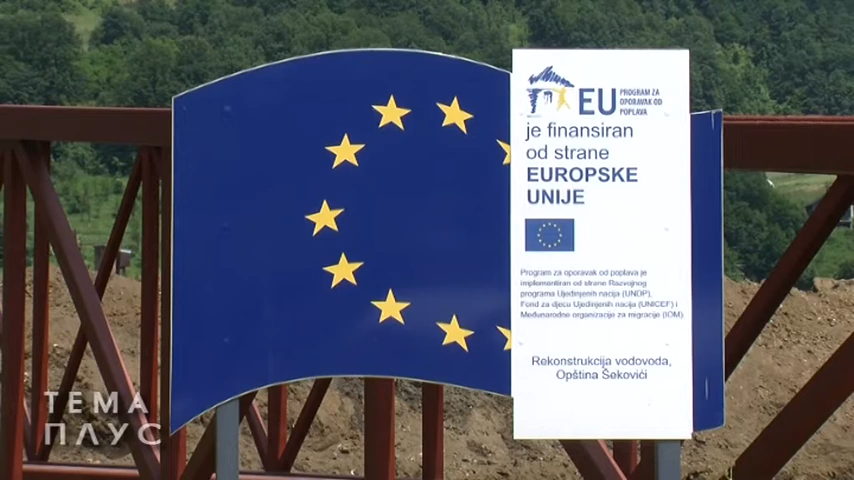 EU PROGRAM ZA
OPORAVAK OD
POPLAVA
je finansiran
od strane
EUROPSKE
UNIJE
Program za oporavak od poplava je
implementiran od strane Razvojnog
programa Ujedinjenih nacija (UNDP),
Fond za djecu Ujedinjenih nacija (UNICEF) i
Međunarodne organizacije za migracije (IOM).
Rekonstrukcija vodovoda,
Opština Šekovići
ТЕМА
ПЛУС